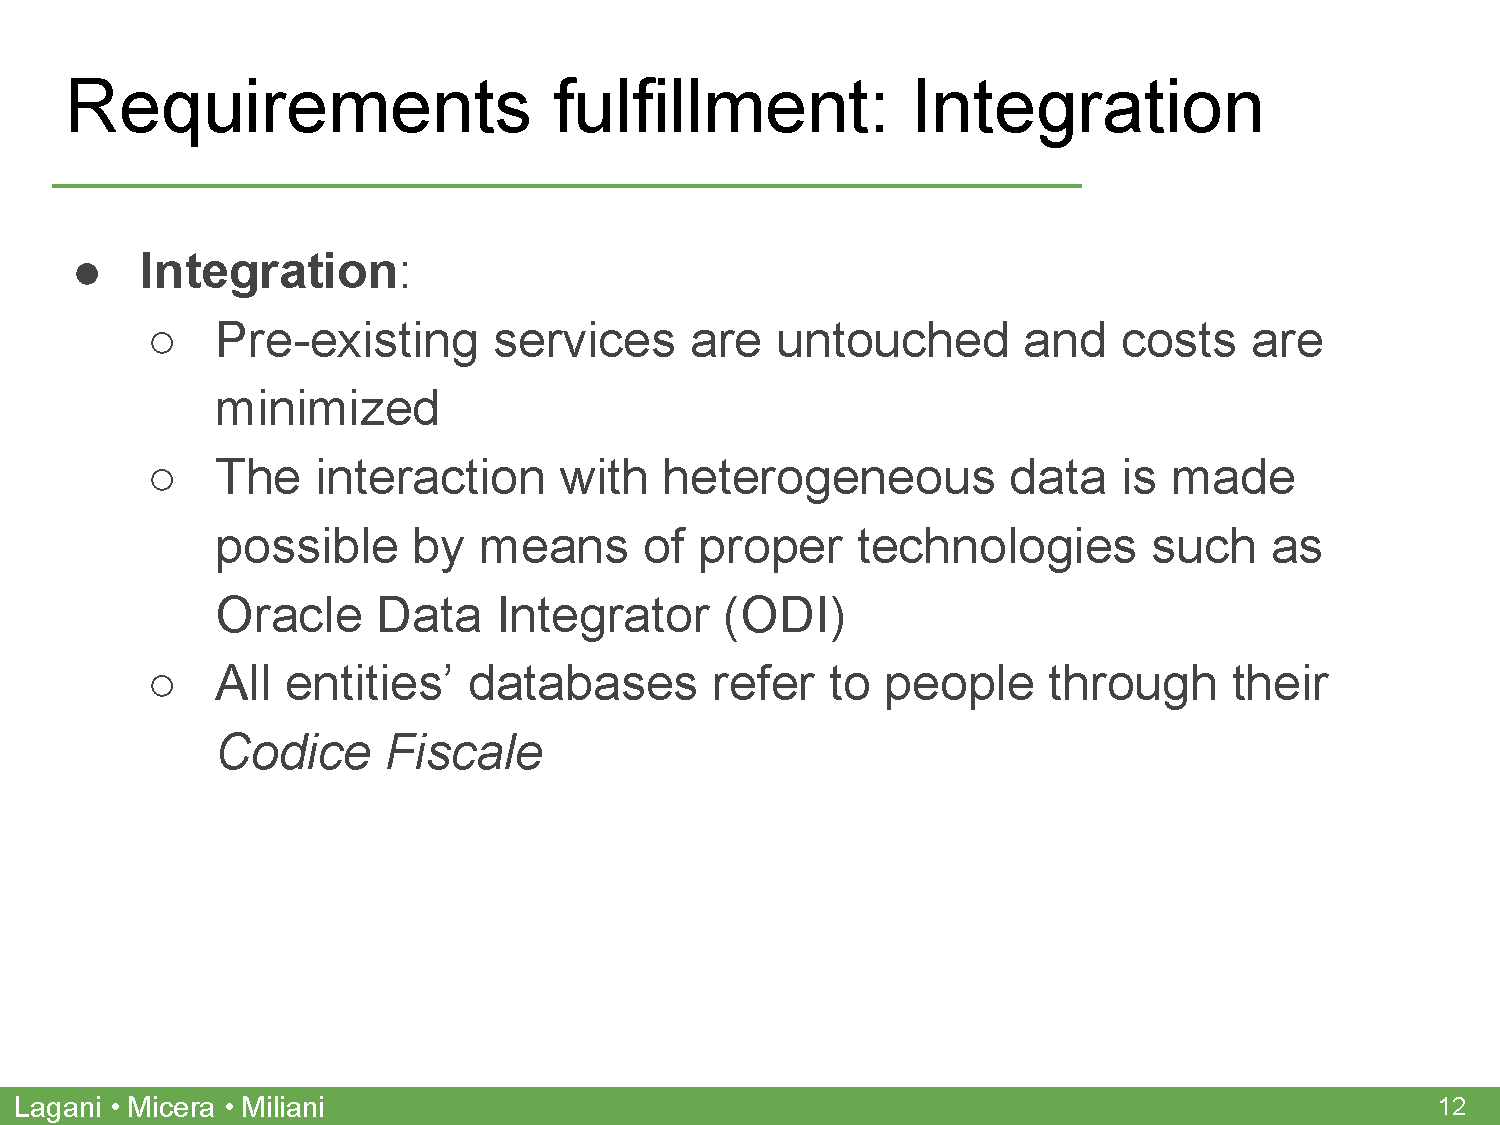 Requirements fulfillment: Integration
● Integration:
○ Pre-existing services are untouched and costs are
minimized
○ The interaction with heterogeneous data is made
possible by means of proper technologies such as
Oracle Data Integrator (ODI)
○ All entities’ databases refer to people through their
Codice Fiscale
Lagani • Micera • Miliani
12